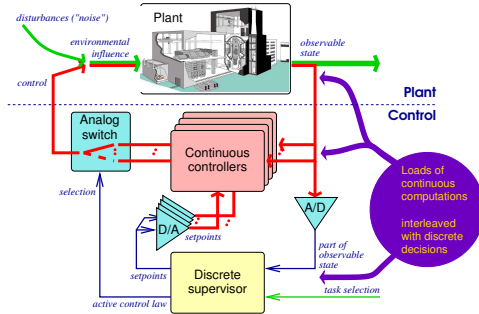 disturbances ("noise")
Plant
environmental
influence
observable
state
control
Plant
Control
Analog
switch
Continuous
controllers
Loads of
continuous
computations
interleaved
with discrete
decisions
selection
A/D
D/A
setpoints
part of
observable
state
setpoints
Discrete
supervisor
active control law
task selection